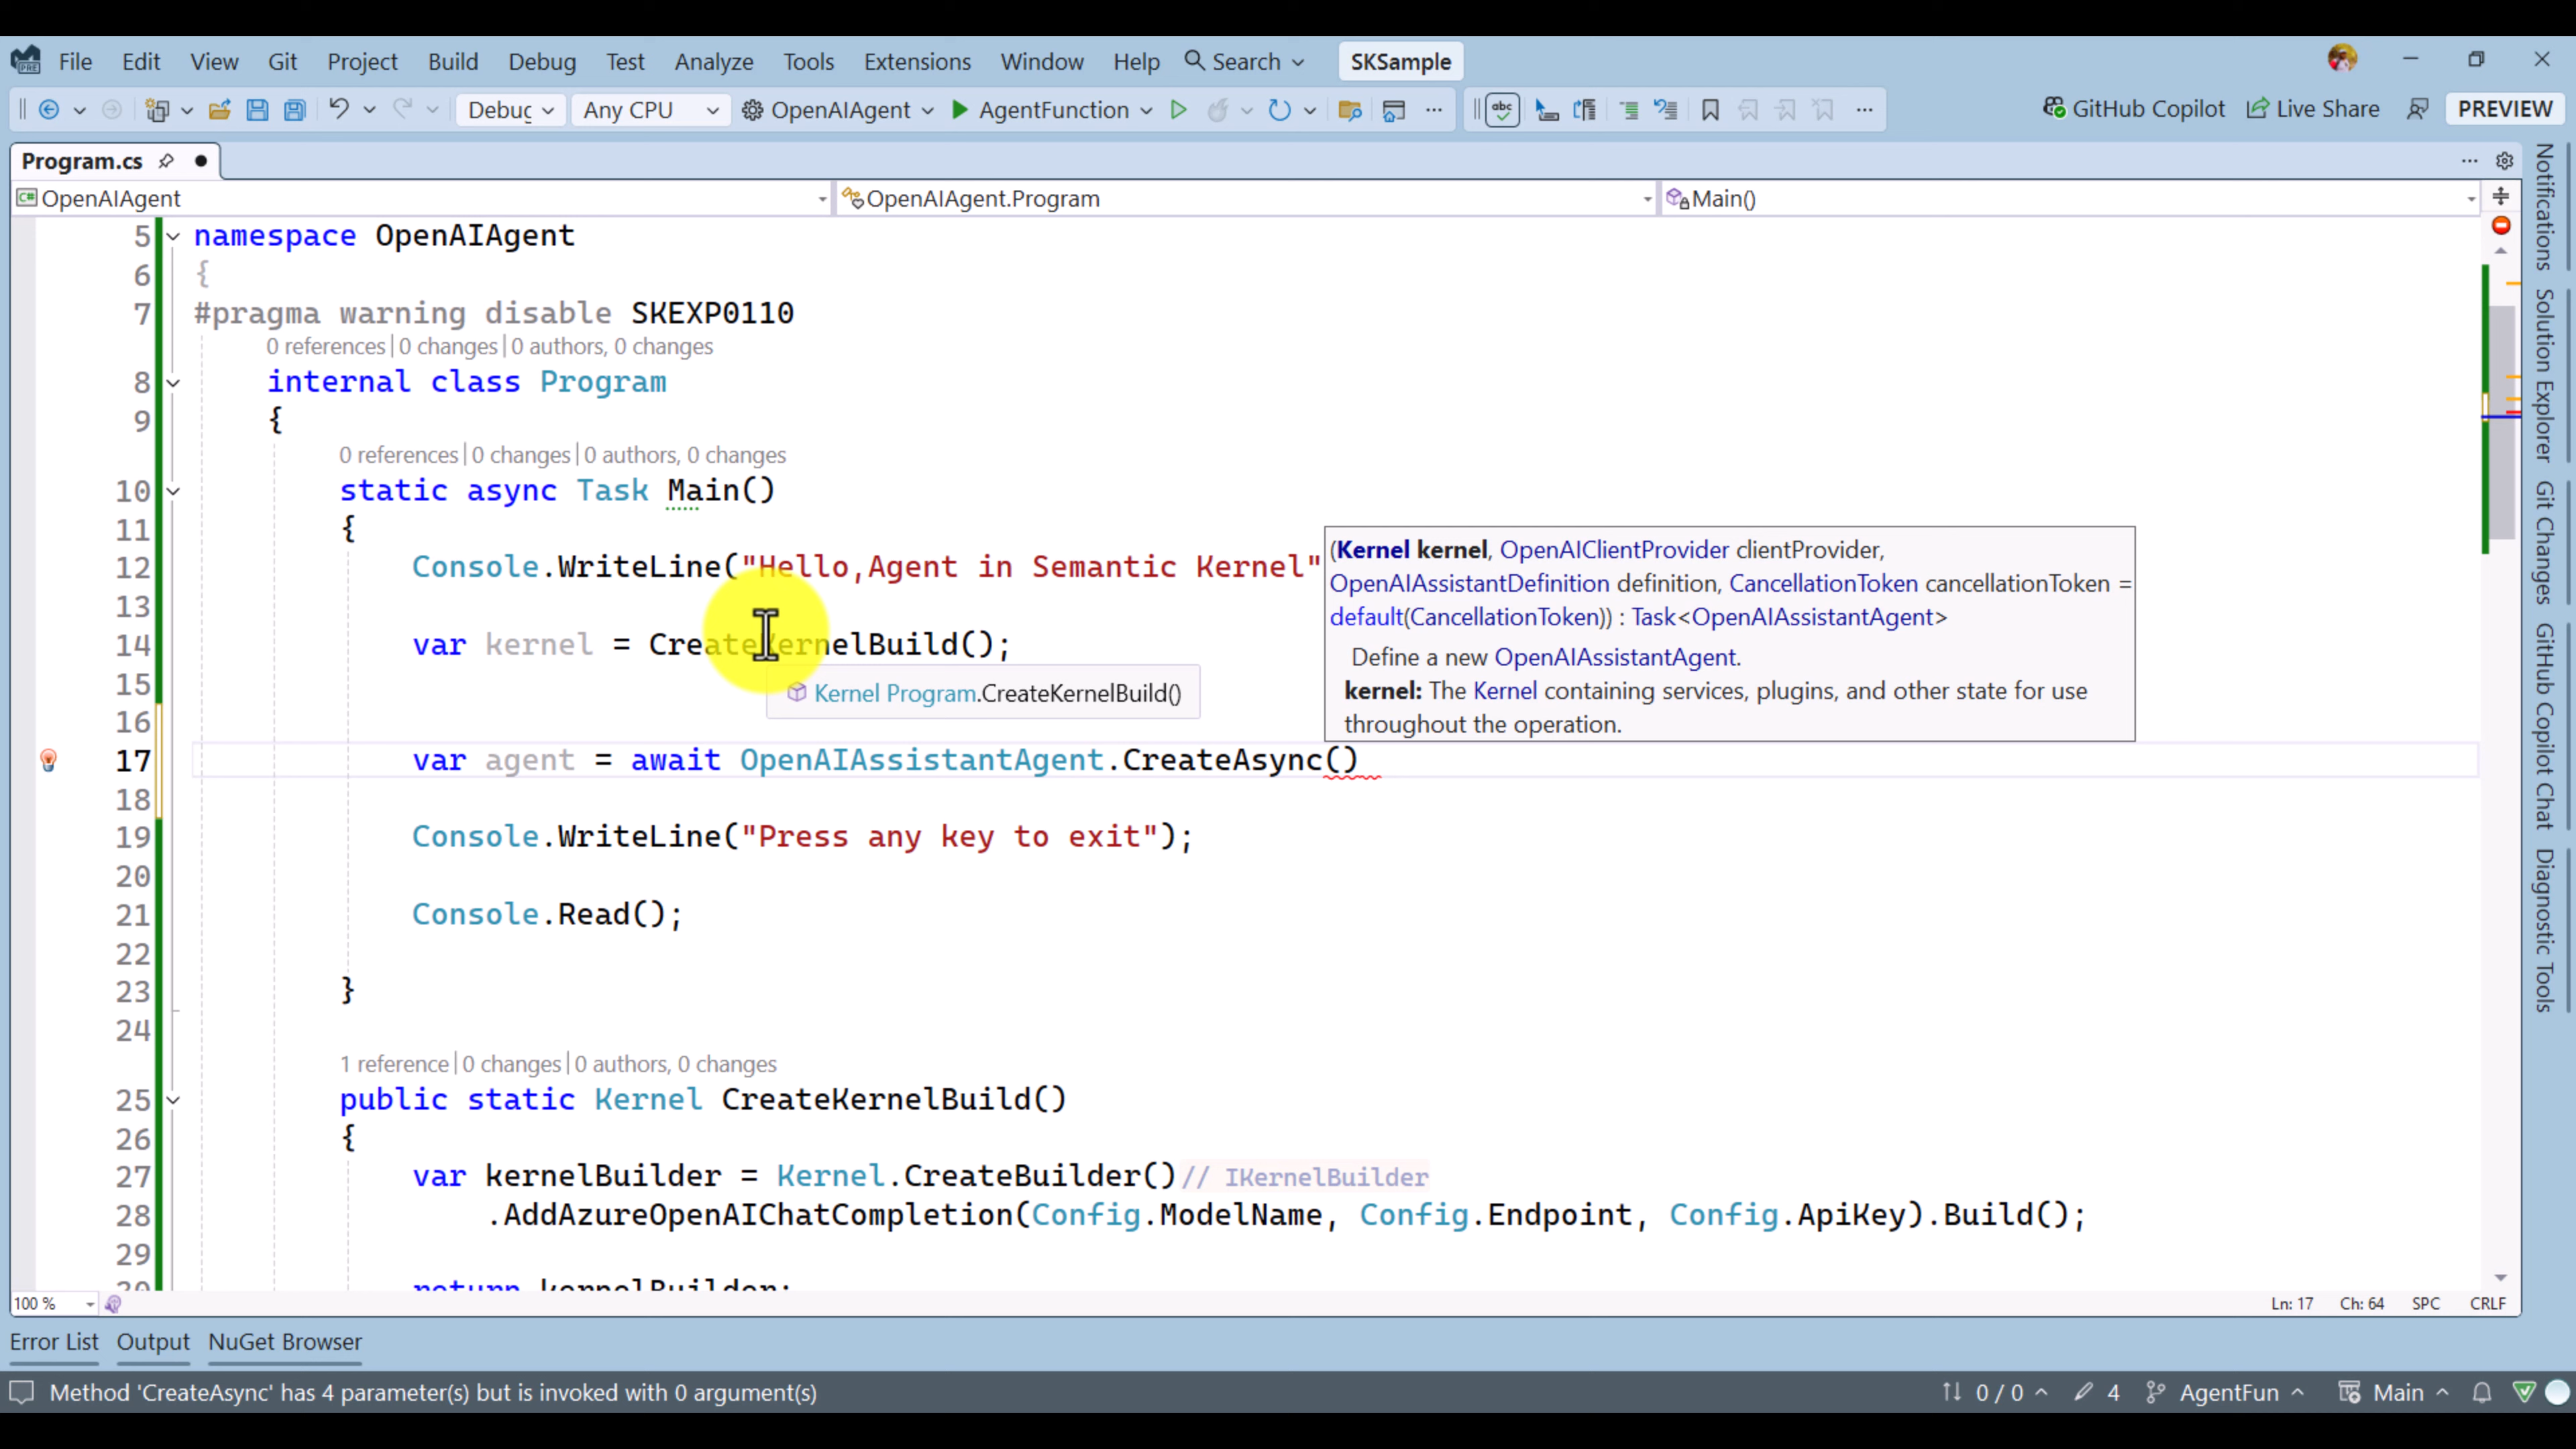 File Edit View Git Project Build Debug Test Analyze Tools Extensions Window Help Search SKSample
Debug Any CPU OpenAIAgent AgentFunction GitHub Copilot Live Share PREVIEW
Program.cs
OpenAIAgent OpenAIAgent.Program Main()
5 namespace OpenAIAgent
6 {
7 #pragma warning disable SKEXP0110
0 references | 0 changes | 0 authors, 0 changes
8 internal class Program
9 {
0 references | 0 changes | 0 authors, 0 changes
10 static async Task Main()
11 {
12 Console.WriteLine("Hello,Agent in Semantic Kernel"
13
14 var kernel = CreateKernelBuild();
15
16
17 var agent = await OpenAIAssistantAgent.CreateAsync()
18
19 Console.WriteLine("Press any key to exit");
20
21 Console.Read();
22
23 }
24
1 reference | 0 changes | 0 authors, 0 changes
25 public static Kernel CreateKernelBuild()
26 {
27 var kernelBuilder = Kernel.CreateBuilder() // IKernelBuilder
28 .AddAzureOpenAIChatCompletion(Config.ModelName, Config.Endpoint, Config.ApiKey).Build();
29
30 return kernelBuilder;
(Kernel kernel, OpenAIClientProvider clientProvider,
OpenAIAssistantDefinition definition, CancellationToken cancellationToken =
default(CancellationToken)) : Task<OpenAIAssistantAgent>
Define a new OpenAIAssistantAgent.
kernel: The Kernel containing services, plugins, and other state for use
throughout the operation.
Kernel Program.CreateKernelBuild()
Notifications
Solution Explorer
Git Changes
GitHub Copilot Chat
Diagnostic Tools
100 % Ln: 17 Ch: 64 SPC CRLF
Error List Output NuGet Browser
Method 'CreateAsync' has 4 parameter(s) but is invoked with 0 argument(s) 0 / 0 4 AgentFun Main